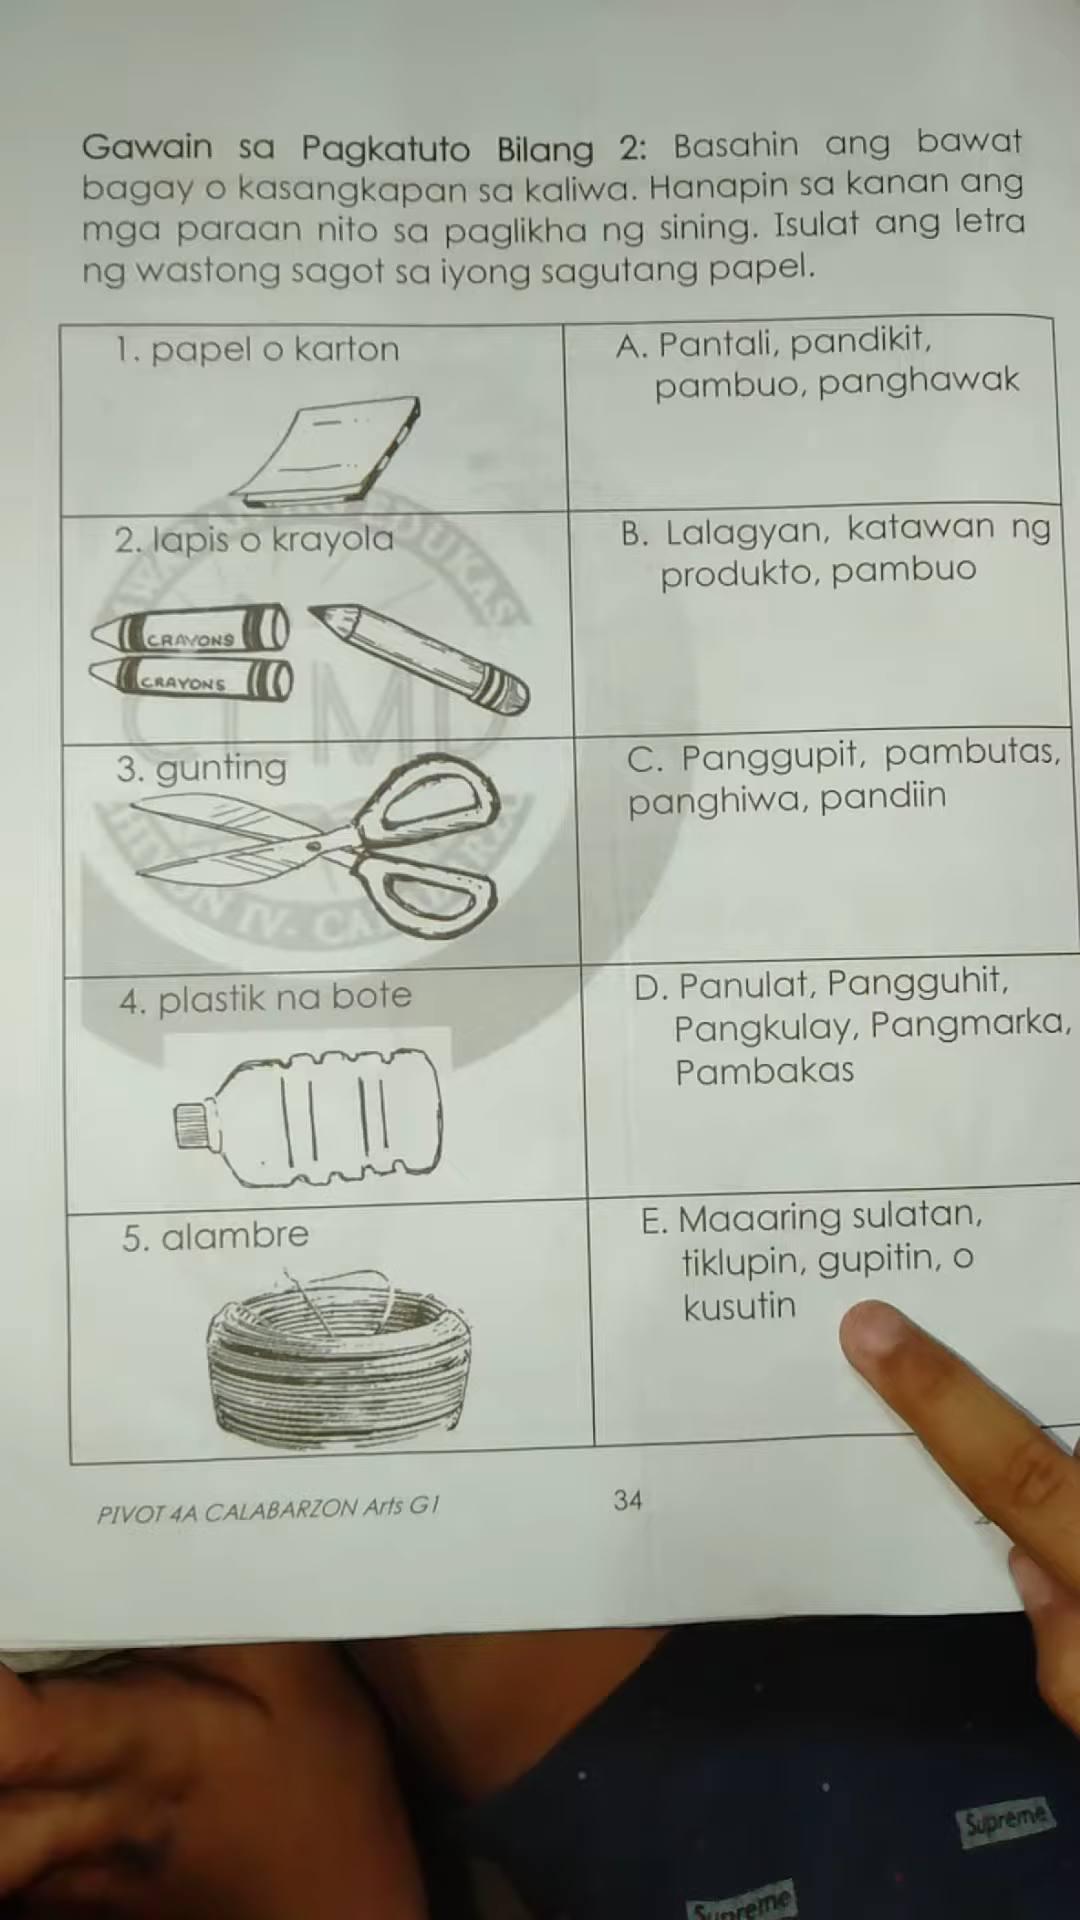 Gawain sa Pagkatuto Bilang 2: Basahin ang bawat
bagay o kasangkapan sa kaliwa. Hanapin sa kanan ang
mga paraan nito sa paglikha ng sining. Isulat ang letra
ng wastong sagot sa iyong sagutang papel.
1. papel o karton
A. Pantali, pandikit,
pambuo, panghawak
2. lapis o krayola
CRAYONS
CRAYONS
B. Lalagyan, katawan ng
produkto, pambuo
3. gunting
C. Panggupit, pambutas,
panghiwa, pandiin
4. plastik na bote
D. Panulat, Pangguhit,
Pangkulay, Pangmarka,
Pambakas
5. alambre
E. Maaaring sulatan,
tiklupin, gupitin, o
kusutin
PIVOT 4A CALABARZON Arts G1
34
Supreme
Supreme